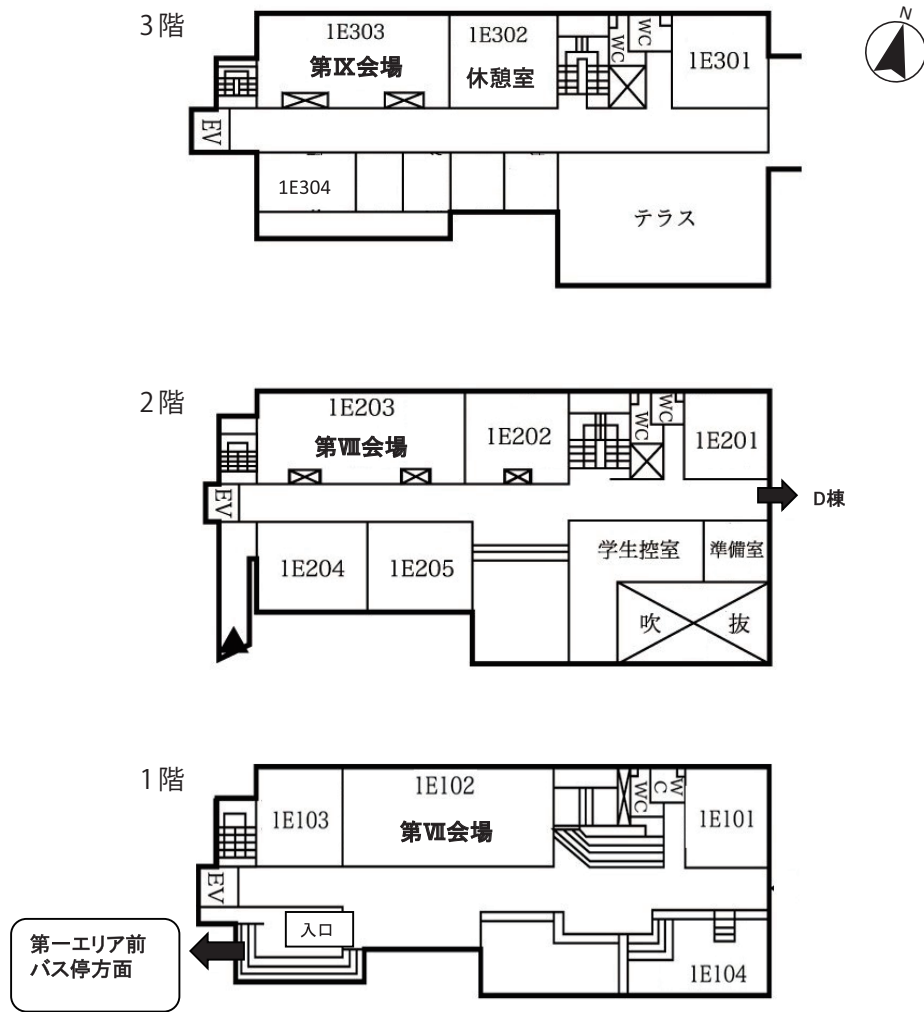 N
3階
1E303
第Ⅸ会場
1E302
休憩室
WC
WC
1E301
EV
1E304
テラス
2階
1E203
第Ⅷ会場
1E202
WC
WC
1E201
EV
D棟
1E204
1E205
学生控室
準備室
吹 抜
1階
1E103
1E102
第Ⅶ会場
WC
WC
1E101
EV
入口
第一エリア前
バス停方面
1E104